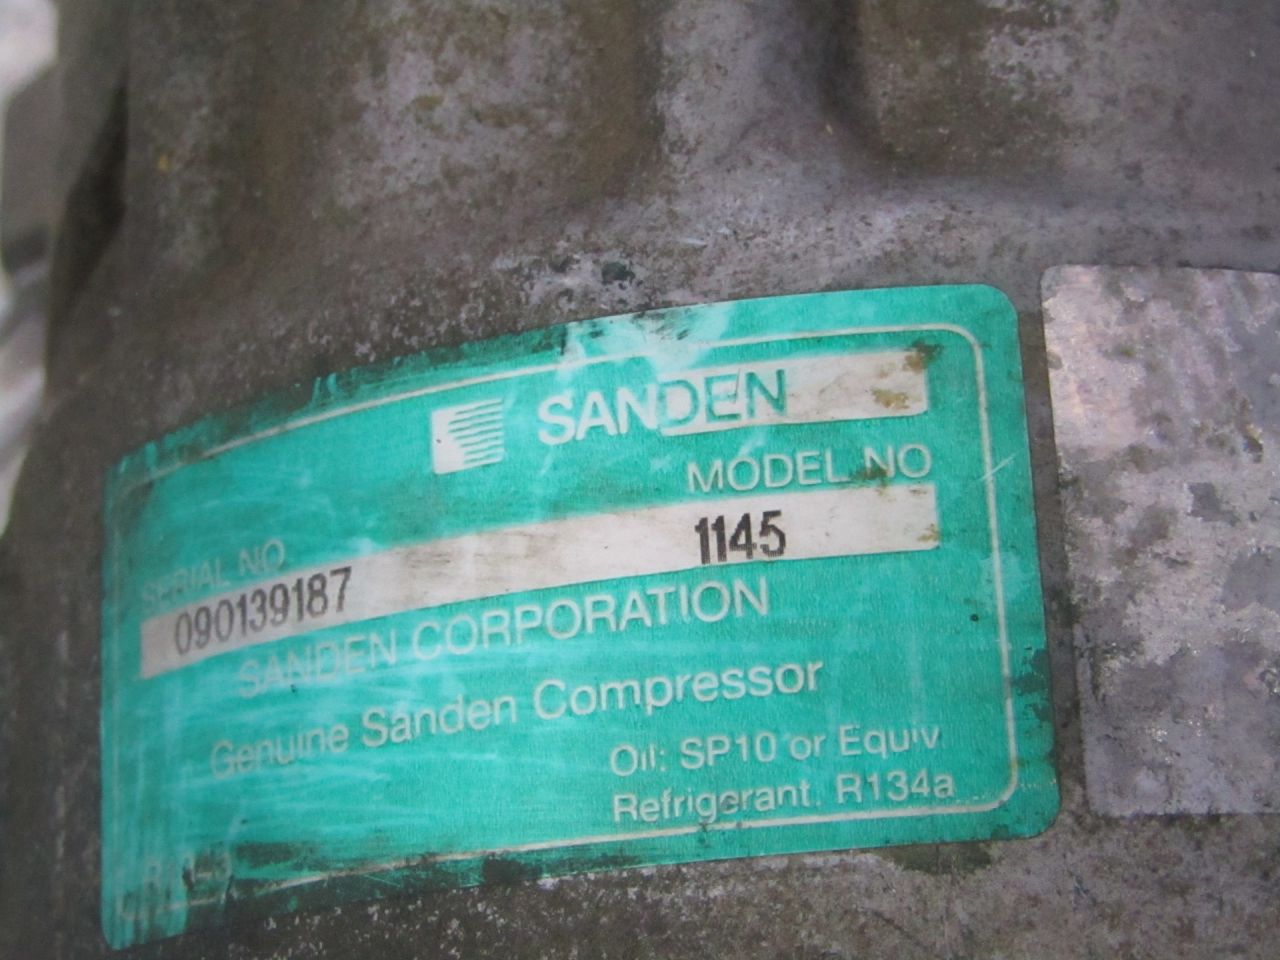 SANDEN
MODEL NO
SERIAL NO
1145
090139187
SANDEN CORPORATION
Genuine Sanden Compressor
Oil: SP10 or Equiv
Refrigerant. R134a